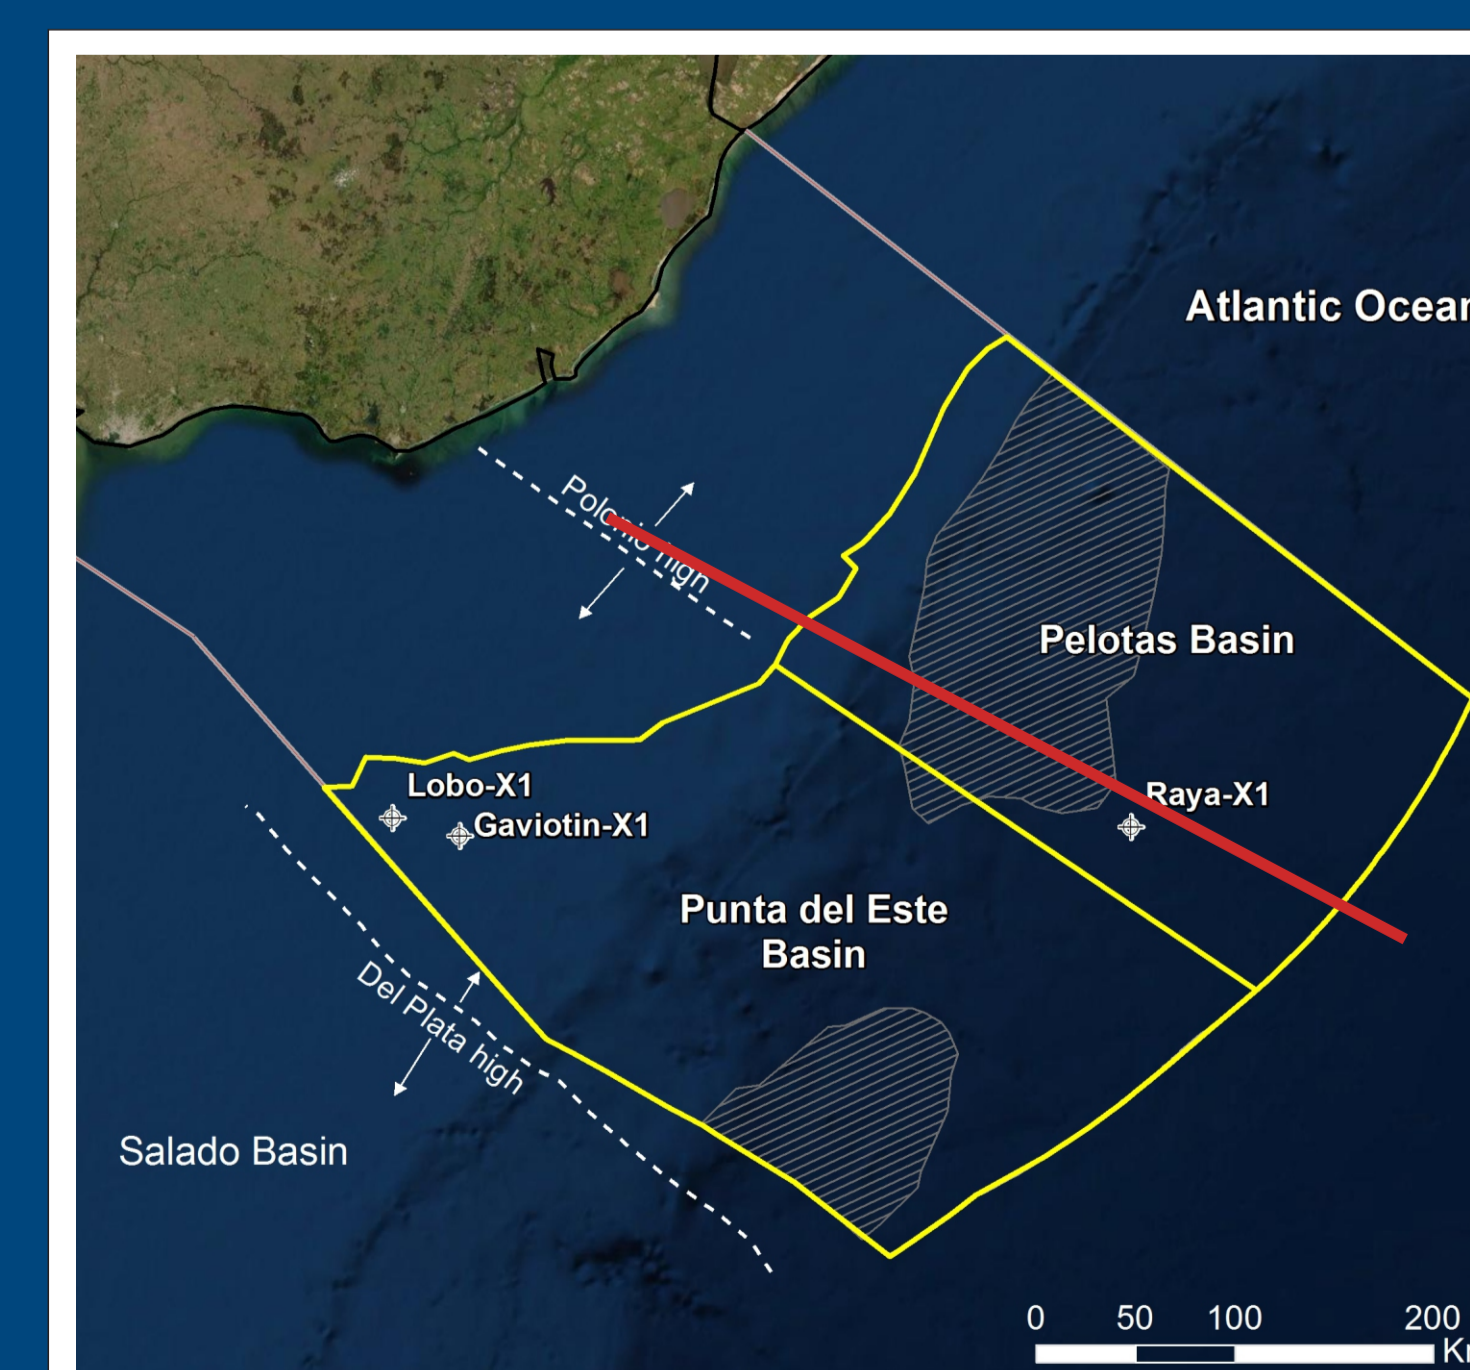 Atlantic Ocean
Polonio high
Pelotas Basin
Lobo-X1
Raya-X1
Gaviotin-X1
Punta del Este
Basin
Del Plata high
Salado Basin
0 50 100 200
K